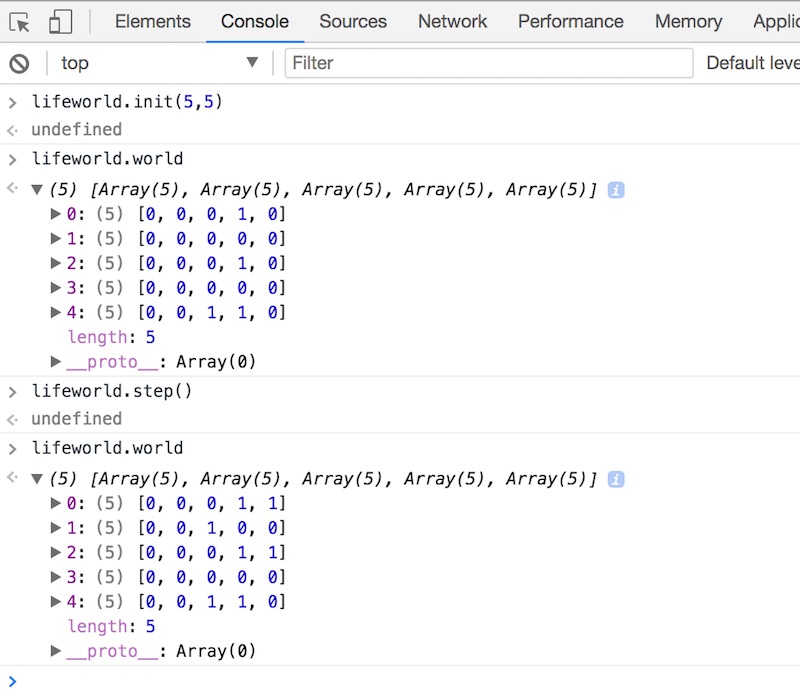 Elements Console Sources Network Performance Memory Applic
top Filter Default leve
lifeworld.init(5,5)
undefined
lifeworld.world
(5) [Array(5), Array(5), Array(5), Array(5), Array(5)]
0: (5) [0, 0, 0, 1, 0]
1: (5) [0, 0, 0, 0, 0]
2: (5) [0, 0, 0, 1, 0]
3: (5) [0, 0, 0, 0, 0]
4: (5) [0, 0, 1, 1, 0]
length: 5
__proto__: Array(0)
lifeworld.step()
undefined
lifeworld.world
(5) [Array(5), Array(5), Array(5), Array(5), Array(5)]
0: (5) [0, 0, 0, 1, 1]
1: (5) [0, 0, 1, 0, 0]
2: (5) [0, 0, 0, 1, 1]
3: (5) [0, 0, 0, 0, 0]
4: (5) [0, 0, 1, 1, 0]
length: 5
__proto__: Array(0)